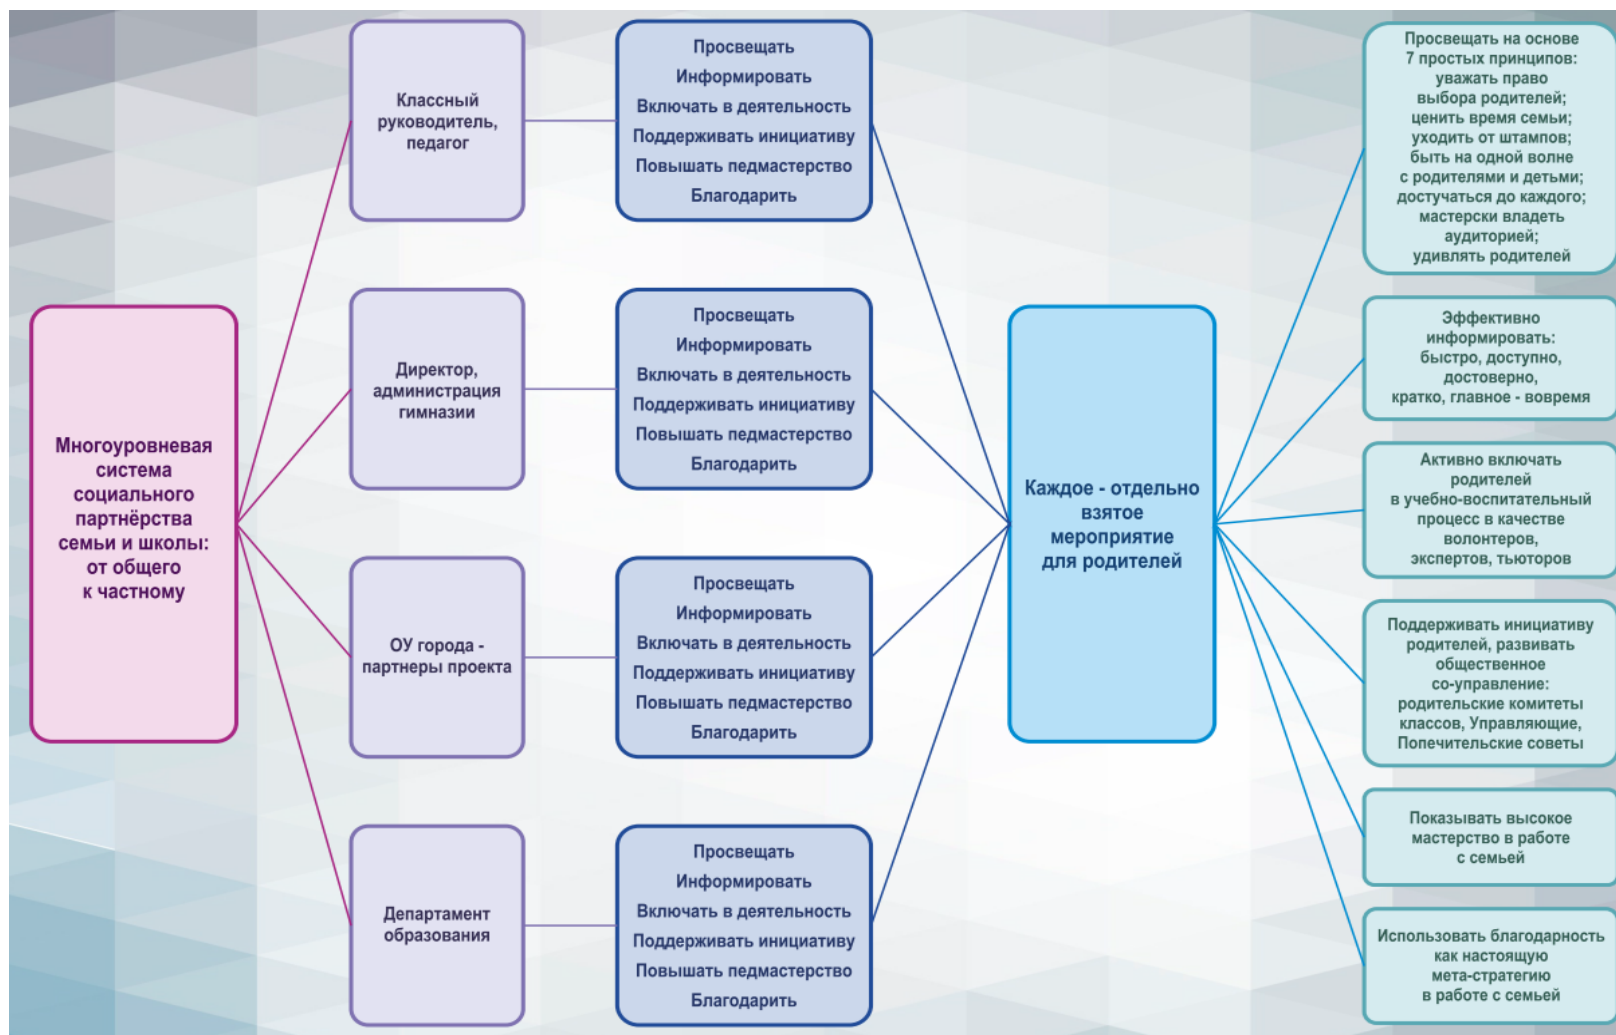 Многоуровневая
система
социального
партнёрства
семьи и школы:
от общего
к частному
Классный
руководитель,
педагог
Просвещать
Информировать
Включать в деятельность
Поддерживать инициативу
Повышать педмастерство
Благодарить
Директор,
администрация
гимназии
Просвещать
Информировать
Включать в деятельность
Поддерживать инициативу
Повышать педмастерство
Благодарить
ОУ города -
партнеры проекта
Просвещать
Информировать
Включать в деятельность
Поддерживать инициативу
Повышать педмастерство
Благодарить
Департамент
образования
Просвещать
Информировать
Включать в деятельность
Поддерживать инициативу
Повышать педмастерство
Благодарить
Каждое - отдельно
взятое
мероприятие
для родителей
Просвещать на основе
7 простых принципов:
уважать право
выбора родителей;
ценить время семьи;
уходить от штампов;
быть на одной волне
с родителями и детьми;
достучаться до каждого;
мастерски владеть
аудиторией;
удивлять родителей
Эффективно
информировать:
быстро, доступно,
достоверно,
кратко, главное - вовремя
Активно включать
родителей
в учебно-воспитательный
процесс в качестве
волонтеров,
экспертов, тьюторов
Поддерживать инициативу
родителей, развивать
общественное
со-управление:
родительские комитеты
классов, Управляющие,
Попечительские советы
Показывать высокое
мастерство в работе
с семьей
Использовать благодарность
как настоящую
мета-стратегию
в работе с семьей